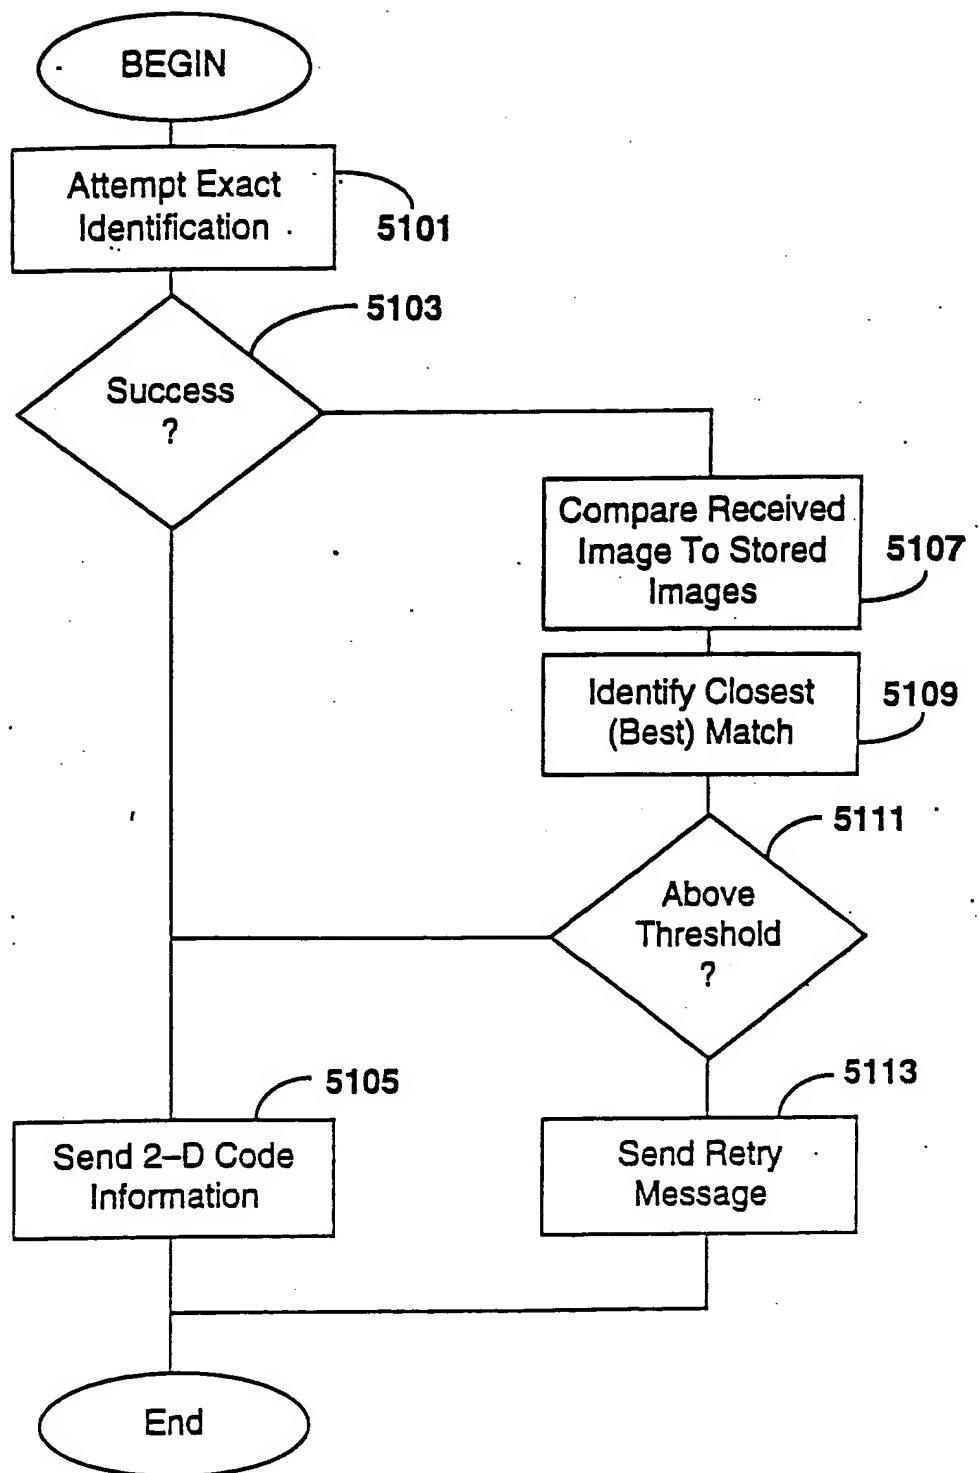 BEGIN
Attempt Exact
Identification
5101
5103
Success
?
Compare Received
Image To Stored
Images
5107
Identify Closest
(Best) Match
5109
5111
Above
Threshold
?
5105
Send 2-D Code
Information
5113
Send Retry
Message
End